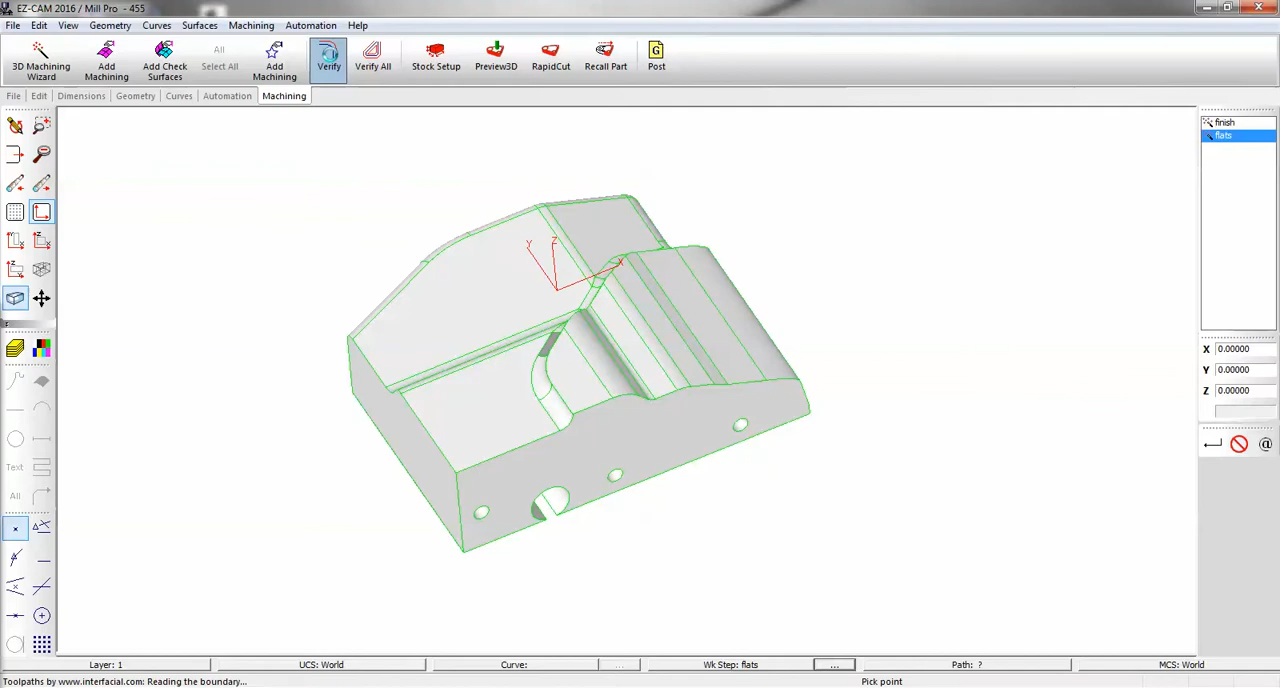 EZ-CAM 2016 / Mill Pro - 455
File Edit View Geometry Curves Surfaces Machining Automation Help
3D Machining Wizard
Add Machining
Add Check Surfaces
All Select All
Add Machining
Verify
Verify All
Stock Setup
Preview3D
RapidCut
Recall Part
G
Post
File Edit Dimensions Geometry Curves Automation Machining
finish
flats
Y Z X
X 0.00000
Y 0.00000
Z 0.00000
@
Text
All
Layer: 1 UCS: World Curve: ... Wk Step: flats ... Path: ? MCS: World
Toolpaths by www.interfacial.com: Reading the boundary... Pick point